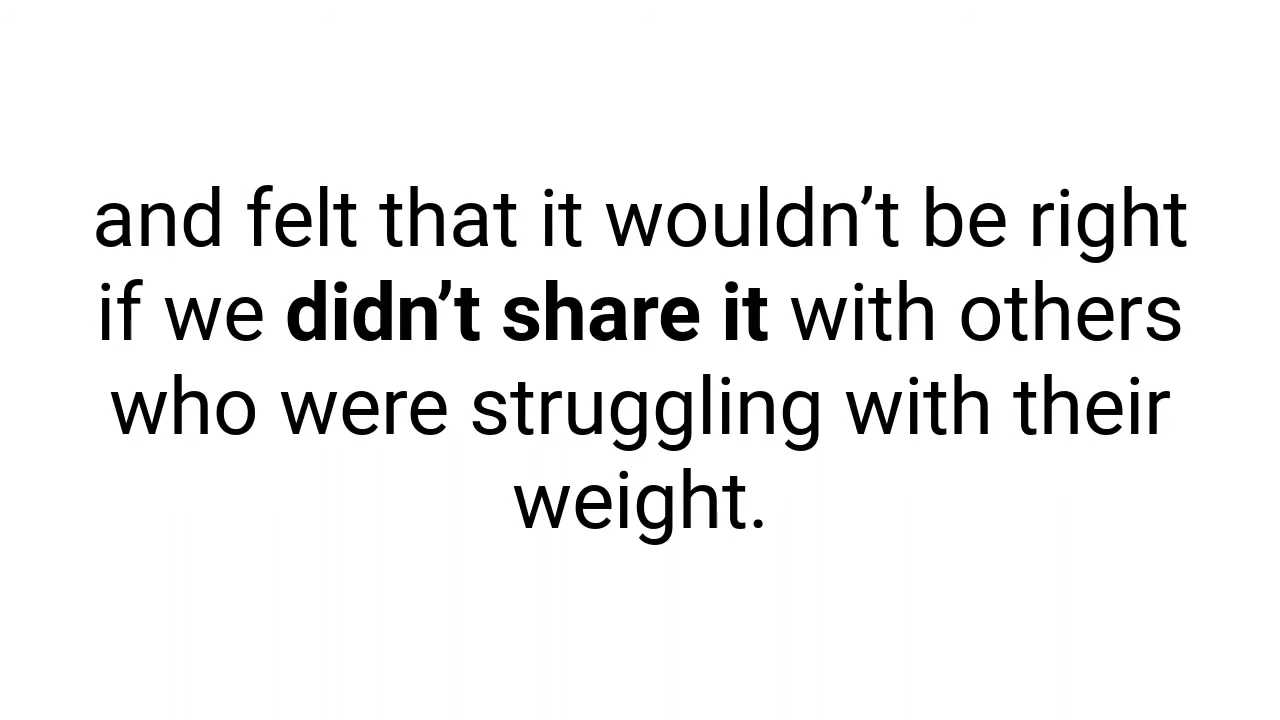 and felt that it wouldn’t be right
if we didn’t share it with others
who were struggling with their
weight.